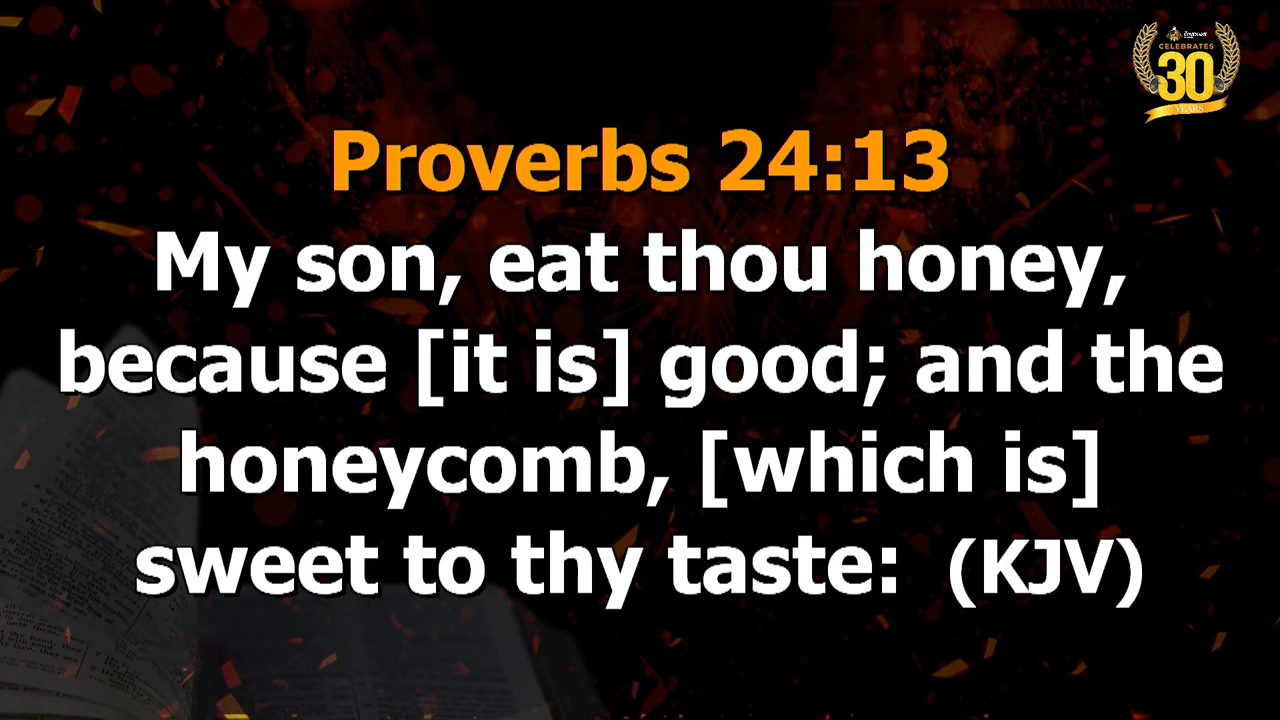 CELEBRATES
30
YEARS
Proverbs 24:13
My son, eat thou honey,
because [it is] good; and the
honeycomb, [which is]
sweet to thy taste:  (KJV)